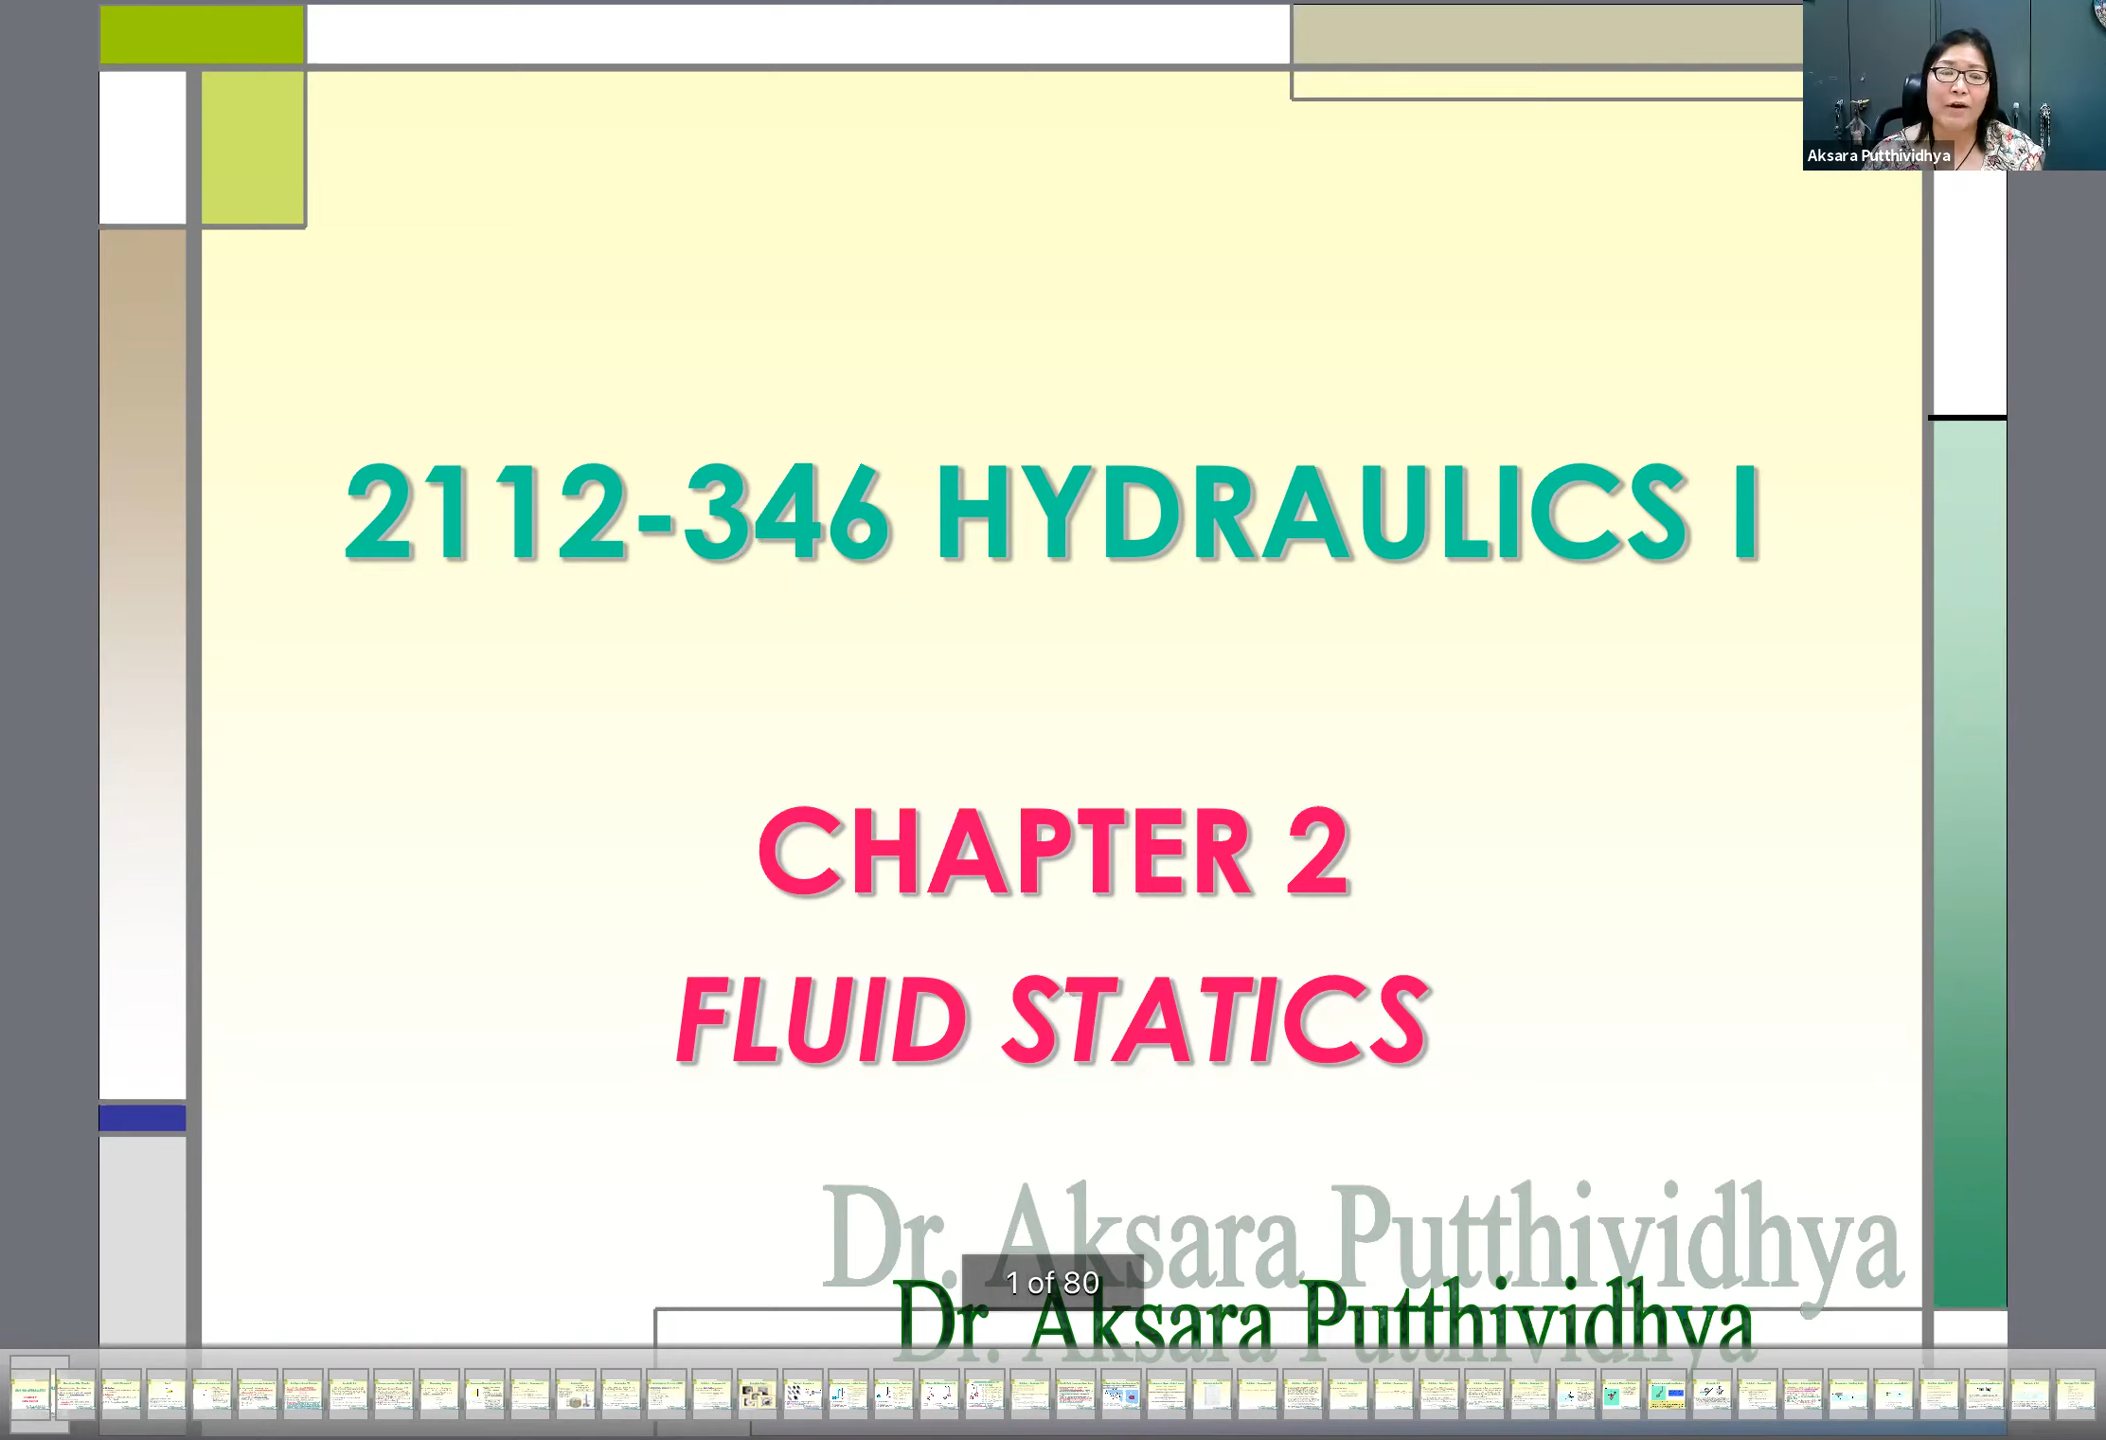 Aksara Putthividhya
2112-346 HYDRAULICS I
CHAPTER 2
FLUID STATICS
Dr. Aksara Putthividhya
1 of 80
Dr. Aksara Putthividhya